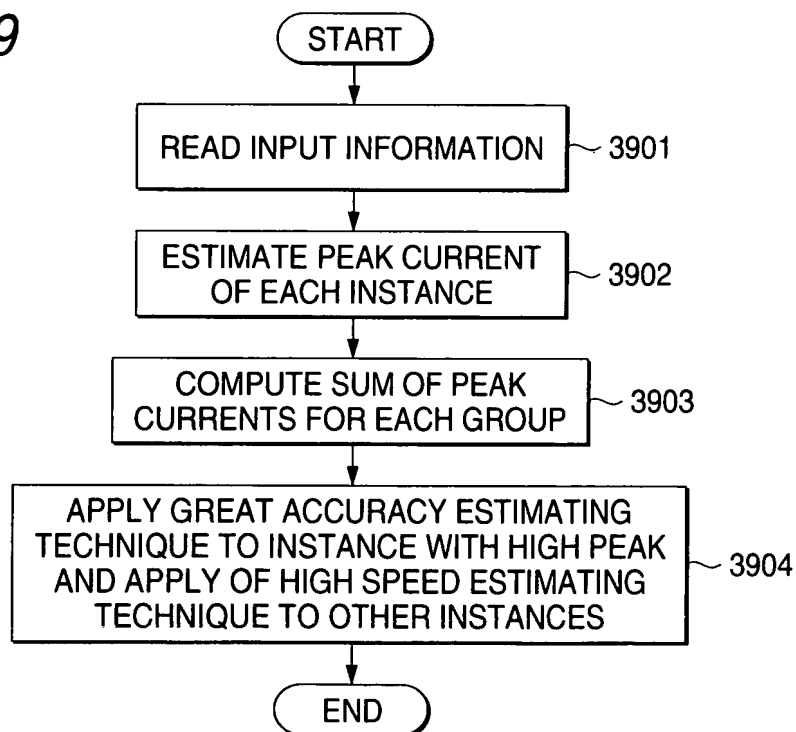 9
START
READ INPUT INFORMATION
3901
ESTIMATE PEAK CURRENT
OF EACH INSTANCE
3902
COMPUTE SUM OF PEAK
CURRENTS FOR EACH GROUP
3903
APPLY GREAT ACCURACY ESTIMATING
TECHNIQUE TO INSTANCE WITH HIGH PEAK
AND APPLY OF HIGH SPEED ESTIMATING
TECHNIQUE TO OTHER INSTANCES
3904
END